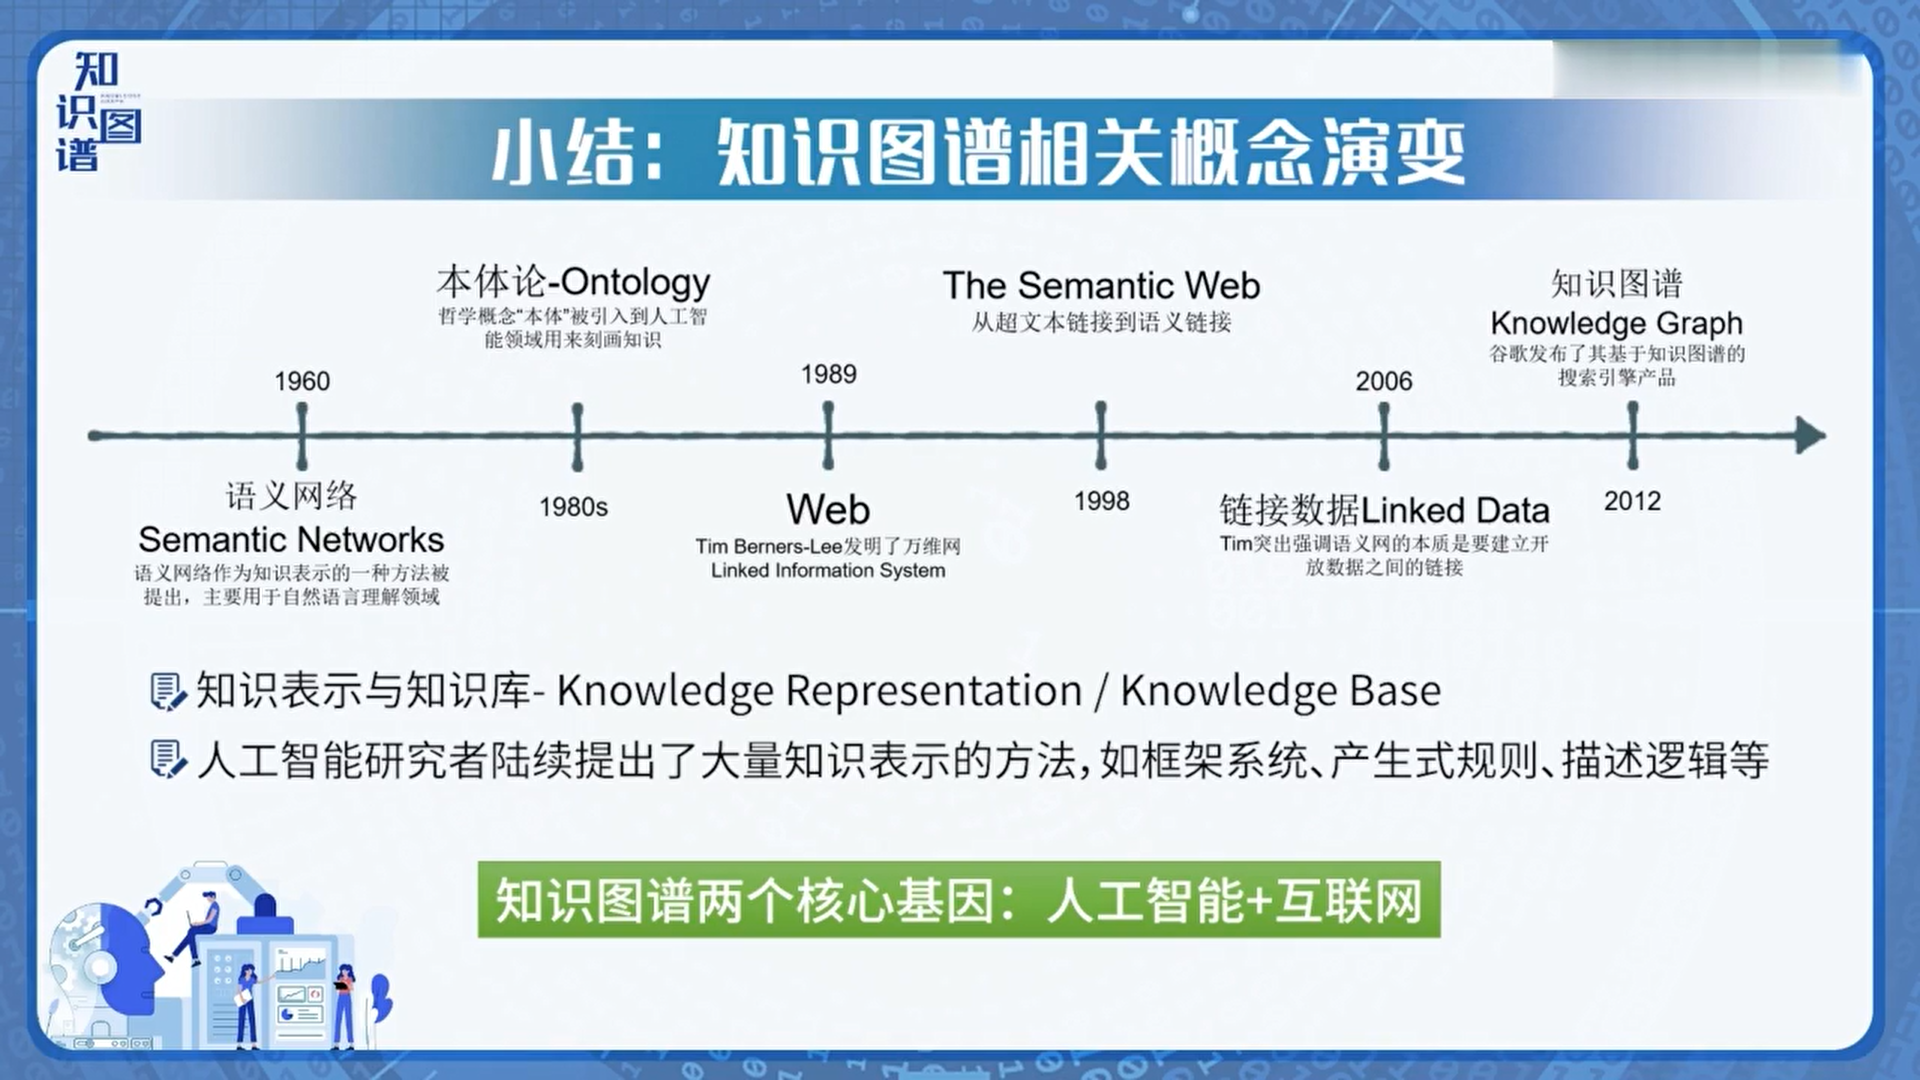 知
识图
谱
小结：知识图谱相关概念演变
本体论-Ontology
哲学概念“本体”被引入到人工智
能领域用来刻画知识
The Semantic Web
从超文本链接到语义链接
知识图谱
Knowledge Graph
谷歌发布了其基于知识图谱的
搜索引擎产品
1960
1989
2006
语义网络
Semantic Networks
语义网络作为知识表示的一种方法被
提出，主要用于自然语言理解领域
1980s
Web
Tim Berners-Lee发明了万维网
Linked Information System
1998
链接数据Linked Data
Tim突出强调语义网的本质是要建立开
放数据之间的链接
2012
知识表示与知识库- Knowledge Representation / Knowledge Base
人工智能研究者陆续提出了大量知识表示的方法，如框架系统、产生式规则、描述逻辑等
知识图谱两个核心基因：人工智能+互联网